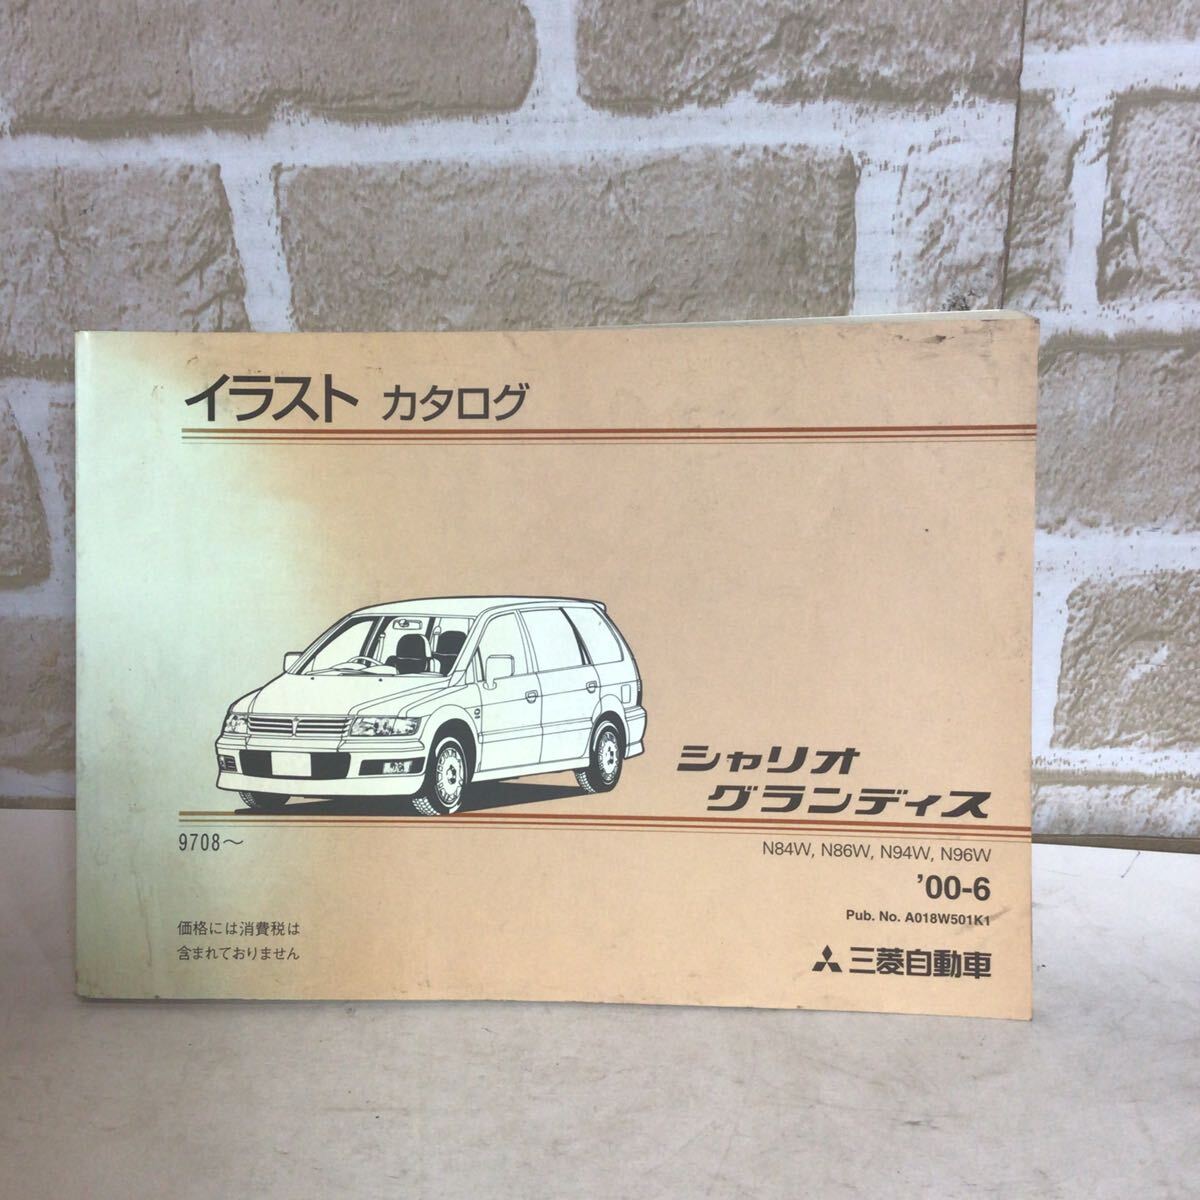 イラスト カタログ
シャリオ
グランディス
9708～
N84W, N86W, N94W, N96W
'00-6
Pub. No. A018W501K1
価格には消費税は
含まれておりません
三菱自動車